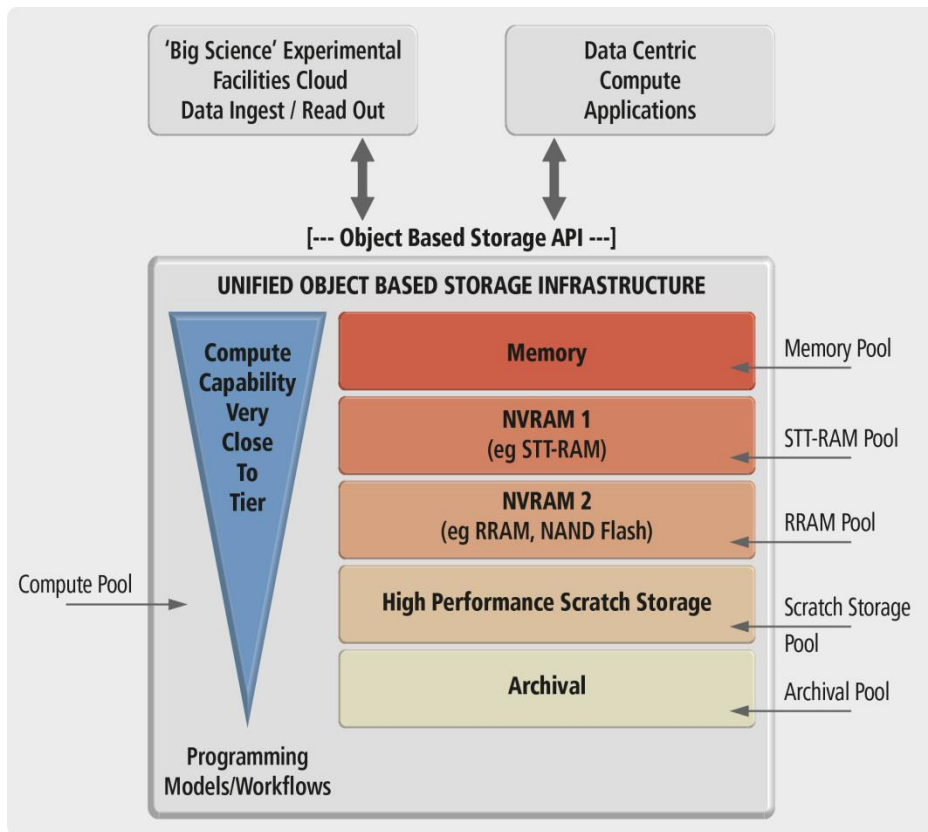 ‘Big Science’ Experimental
Facilities Cloud
Data Ingest / Read Out
Data Centric
Compute
Applications
[--- Object Based Storage API ---]
UNIFIED OBJECT BASED STORAGE INFRASTRUCTURE
Compute
Capability
Very
Close
To
Tier
Memory
Memory Pool
NVRAM 1
(eg STT-RAM)
STT-RAM Pool
NVRAM 2
(eg RRAM, NAND Flash)
RRAM Pool
Compute Pool
High Performance Scratch Storage
Scratch Storage
Pool
Archival
Archival Pool
Programming
Models/Workflows